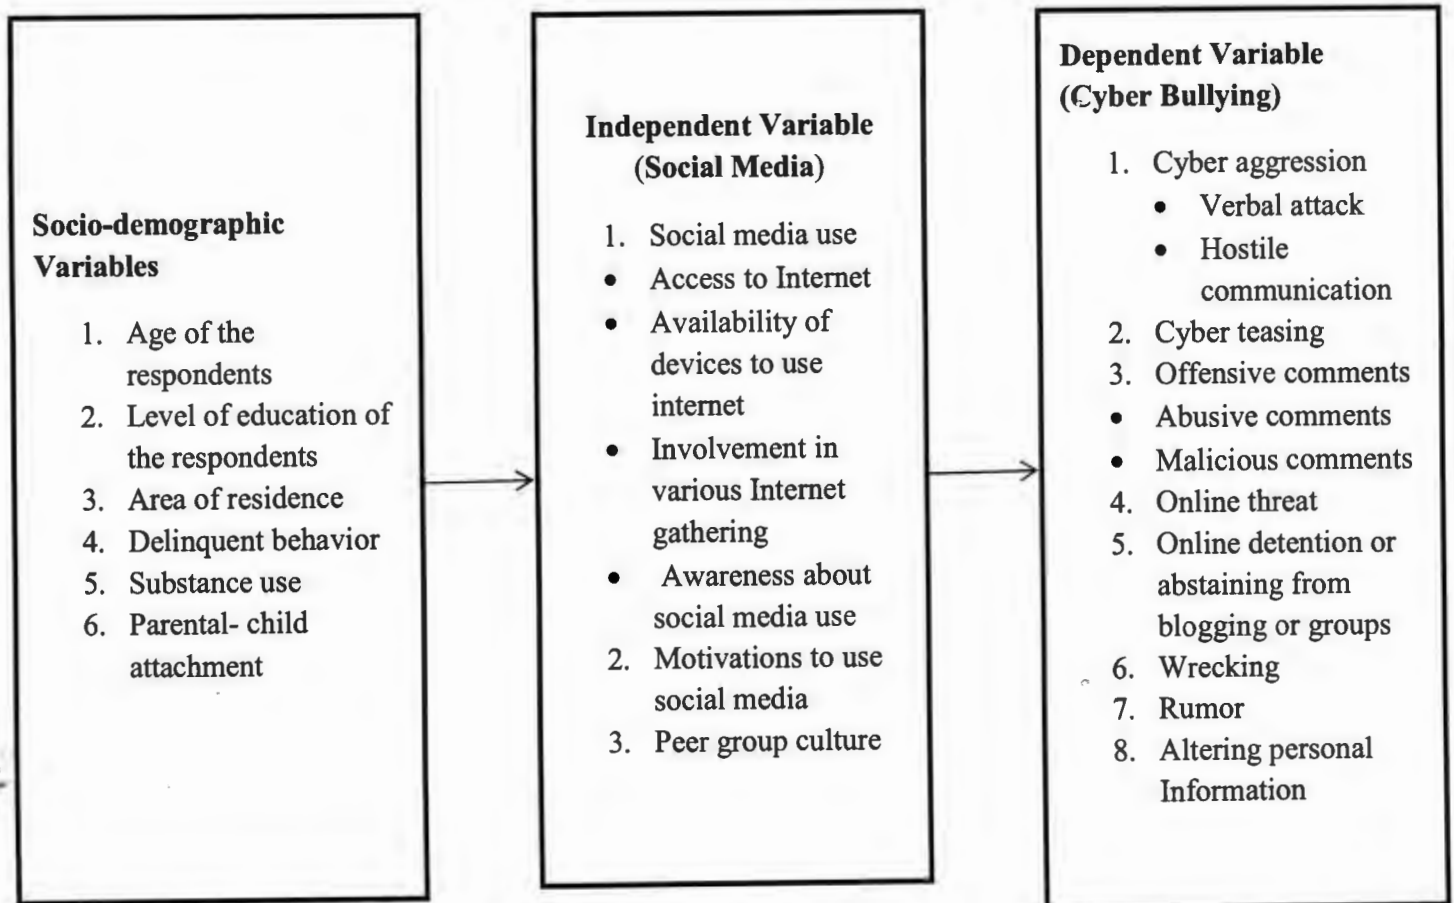 Socio-demographic
Variables
1. Age of the
respondents
2. Level of education of
the respondents
3. Area of residence
4. Delinquent behavior
5. Substance use
6. Parental- child
attachment
Independent Variable
(Social Media)
1. Social media use
• Access to Internet
• Availability of
devices to use
internet
• Involvement in
various Internet
gathering
• Awareness about
social media use
2. Motivations to use
social media
3. Peer group culture
Dependent Variable
(Cyber Bullying)
1. Cyber aggression
• Verbal attack
• Hostile
communication
2. Cyber teasing
3. Offensive comments
• Abusive comments
• Malicious comments
4. Online threat
5. Online detention or
abstaining from
blogging or groups
6. Wrecking
7. Rumor
8. Altering personal
Information